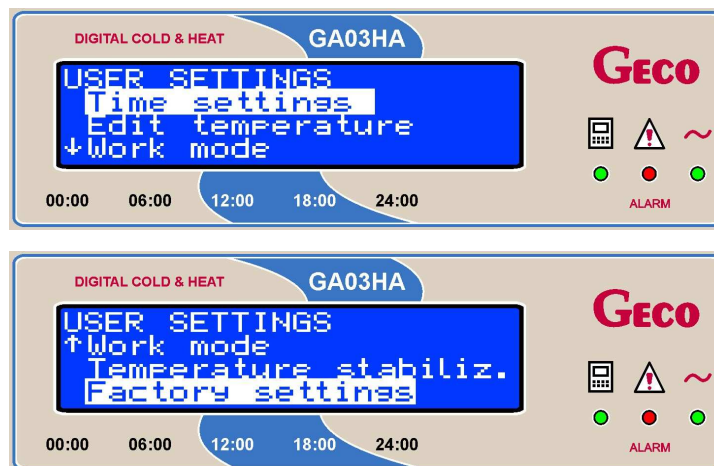 DIGITAL COLD & HEAT
GA03HA
GECO
USER SETTINGS
Time settings
Edit temperature
↓Work mode
00:00 06:00 12:00 18:00 24:00
ALARM
DIGITAL COLD & HEAT
GA03HA
GECO
USER SETTINGS
↑Work mode
Temperature stabiliz.
Factory settings
00:00 06:00 12:00 18:00 24:00
ALARM